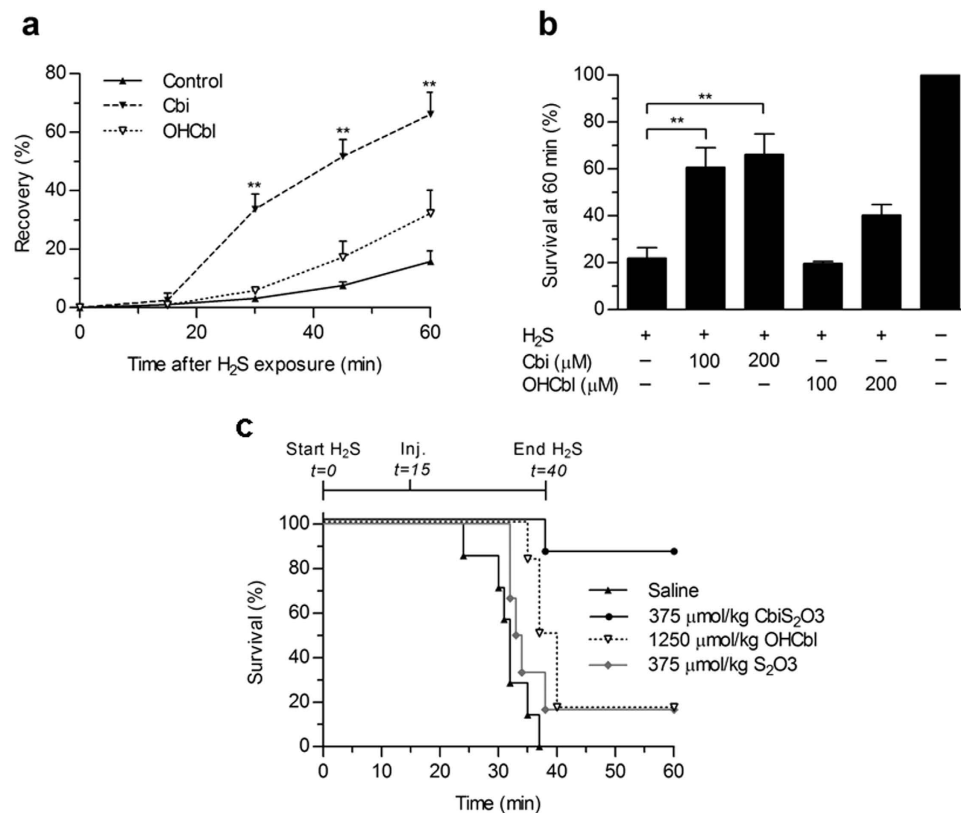 a
Recovery (%)
80
60
40
20
0
0 20 40 60
Time after H₂S exposure (min)
Control
Cbi
OHCbl
** ** **
b
Survival at 60 min (%)
100
80
60
40
20
0
**
**
H₂S + + + + + –
Cbi (μM) – 100 200 – – –
OHCbl (μM) – – – 100 200 –
c
Start H₂S Inj. End H₂S
t=0 t=15 t=40
Survival (%)
100
80
60
40
20
0
0 10 20 30 40 50 60
Time (min)
Saline
375 μmol/kg CbiS₂O3
1250 μmol/kg OHCbl
375 μmol/kg S₂O3